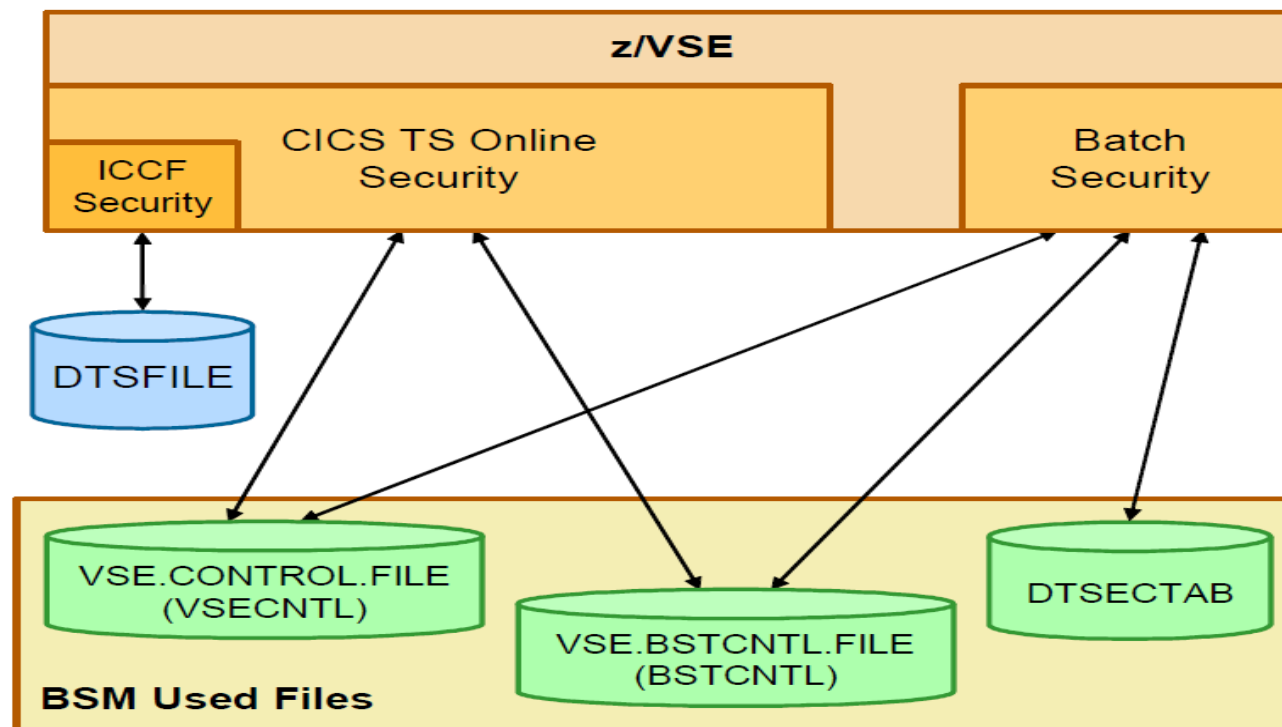 z/VSE
CICS TS Online
Security
Batch
Security
ICCF
Security
DTSFILE
VSE.CONTROL.FILE
(VSECNTL)
VSE.BSTCNTL.FILE
(BSTCNTL)
DTSECTAB
BSM Used Files